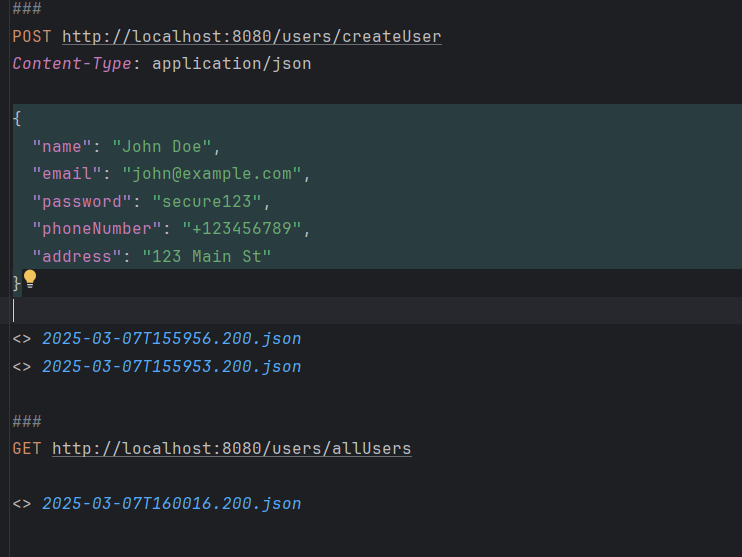 ###
POST http://localhost:8080/users/createUser
Content-Type: application/json
{
"name": "John Doe",
"email": "john@example.com",
"password": "secure123",
"phoneNumber": "+123456789",
"address": "123 Main St"
}
<> 2025-03-07T155956.200.json
<> 2025-03-07T155953.200.json
###
GET http://localhost:8080/users/allUsers
<> 2025-03-07T160016.200.json